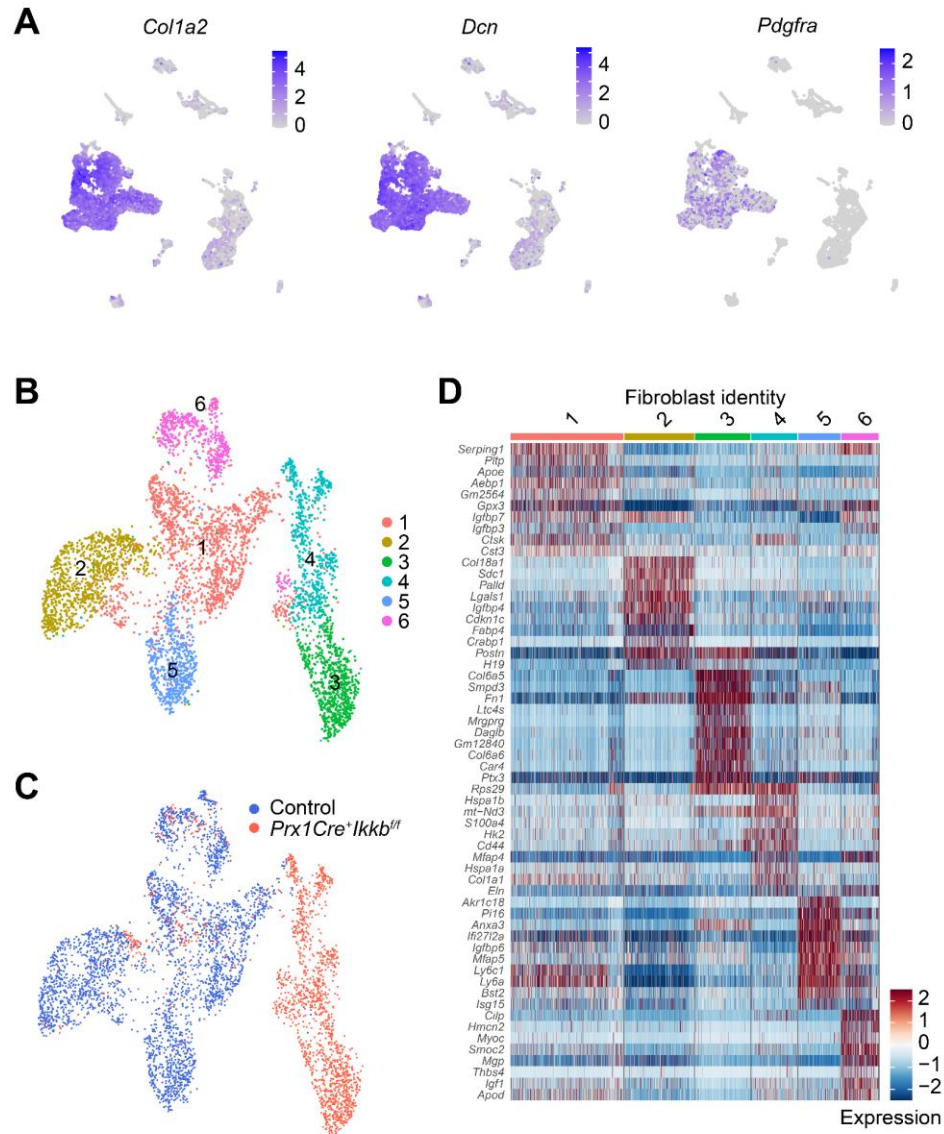 A
Col1a2
4
2
0
Dcn
4
2
0
Pdgfra
2
1
0
B
6
2
1
4
5
3
1
2
3
4
5
6
C
Control
Prx1Cre+Ikkbf/f
D
Fibroblast identity
1 2 3 4 5 6
Serping1
Pltp
Apoe
Aebp1
Gm2564
Gpx3
Igfbp7
Igfbp3
Ctsk
Cst3
Col18a1
Sdc1
Palld
Lgals1
Igfbp4
Cdkn1c
Fabp4
Crabp1
Postn
H19
Col6a5
Smpd3
Fn1
Ltc4s
Mrgprg
Daglb
Gm12840
Col6a6
Car4
Ptx3
Rps29
Hspa1b
mt-Nd3
S100a4
Hk2
Cd44
Mfap4
Hspa1a
Col1a1
Eln
Akr1c18
Pi16
Anxa3
Ifi27l2a
Igfbp6
Mfap5
Ly6c1
Ly6a
Bst2
Isg15
Cilp
Hmcn2
Myoc
Smoc2
Mgp
Thbs4
Igf1
Apod
2
1
0
-1
-2
Expression